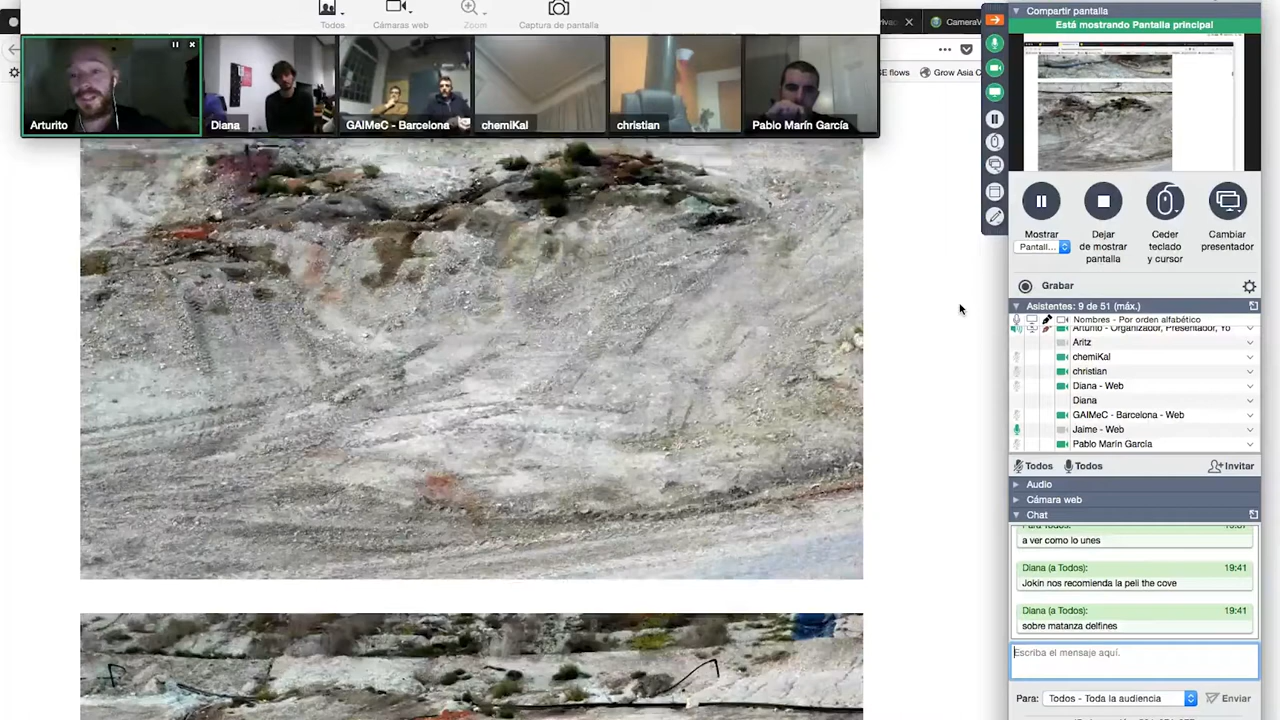 Todos
Cámaras web
Zoom
Captura de pantalla
CameraV
SE flows
Grow Asia C
Arturito
Diana
GAIMeC - Barcelona
chemiKal
christian
Pablo Marín García
Compartir pantalla
Está mostrando Pantalla principal
Mostrar
Pantall...
Dejar
de mostrar
pantalla
Ceder
teclado
y cursor
Cambiar
presentador
Grabar
Asistentes: 9 de 51 (máx.)
Nombres - Por orden alfabético
Arturito - Organizador, Presentador, Yo
Aritz
chemiKal
christian
Diana - Web
Diana
GAIMeC - Barcelona - Web
Jaime - Web
Pablo Marín García
Todos
Todos
Invitar
Audio
Cámara web
Chat
a ver como lo unes
Diana (a Todos): 19:41
Jokin nos recomienda la peli the cove
Diana (a Todos): 19:41
sobre matanza delfines
Escriba el mensaje aquí.
Para: Todos - Toda la audiencia
Enviar